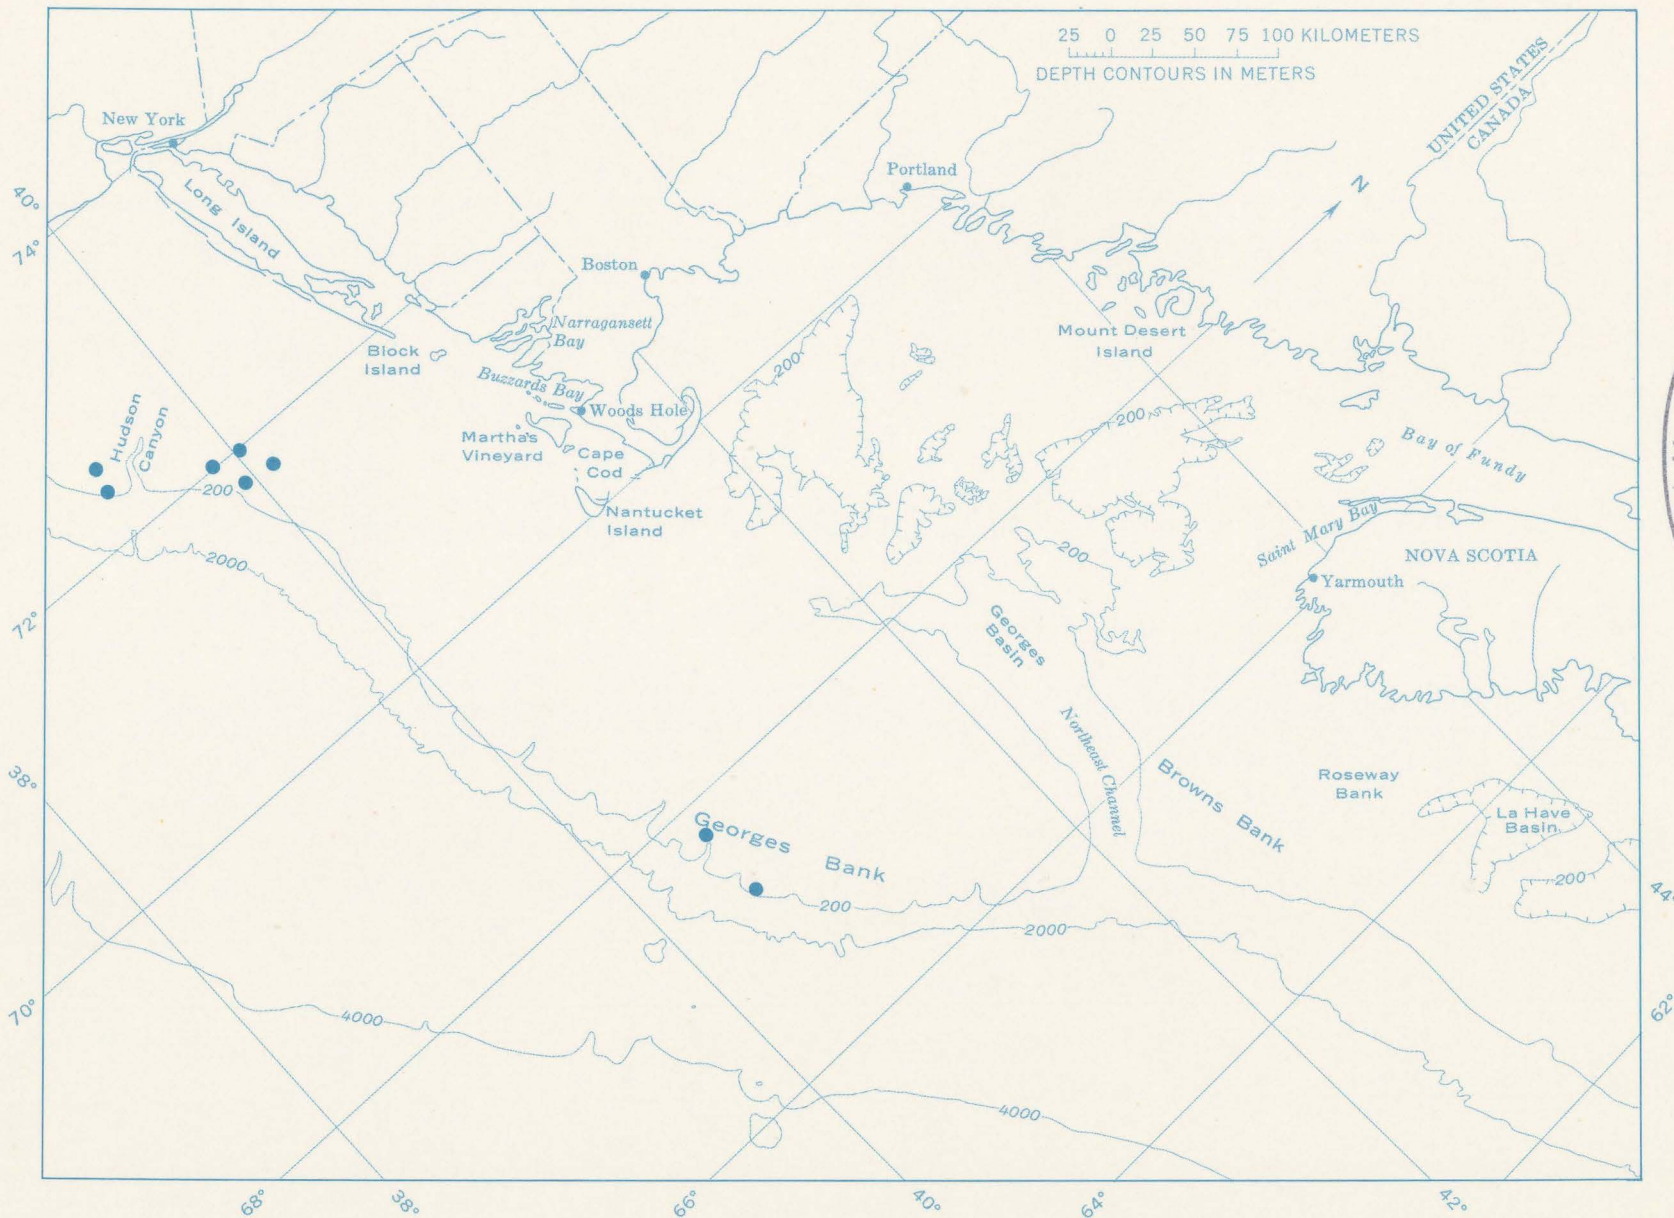 25 0 25 50 75 100 KILOMETERS
DEPTH CONTOURS IN METERS
UNITED STATES
CANADA
New York
Portland
N
40°
74°
Long Island
Boston
Narragansett
Bay
Mount Desert
Island
200
Block
Island
Buzzards Bay
Woods Hole
200
Hudson
Canyon
Martha's
Vineyard
Cape
Cod
Bay of Fundy
200
Nantucket
Island
Saint Mary Bay
2000
200
NOVA SCOTIA
Yarmouth
72°
Georges
Basin
Northeast Channel
38°
Browns Bank
Roseway
Bank
La Have
Basin
Georges Bank
200
200
44°
2000
70°
4000
62°
4000
68°
38°
66°
40°
64°
42°